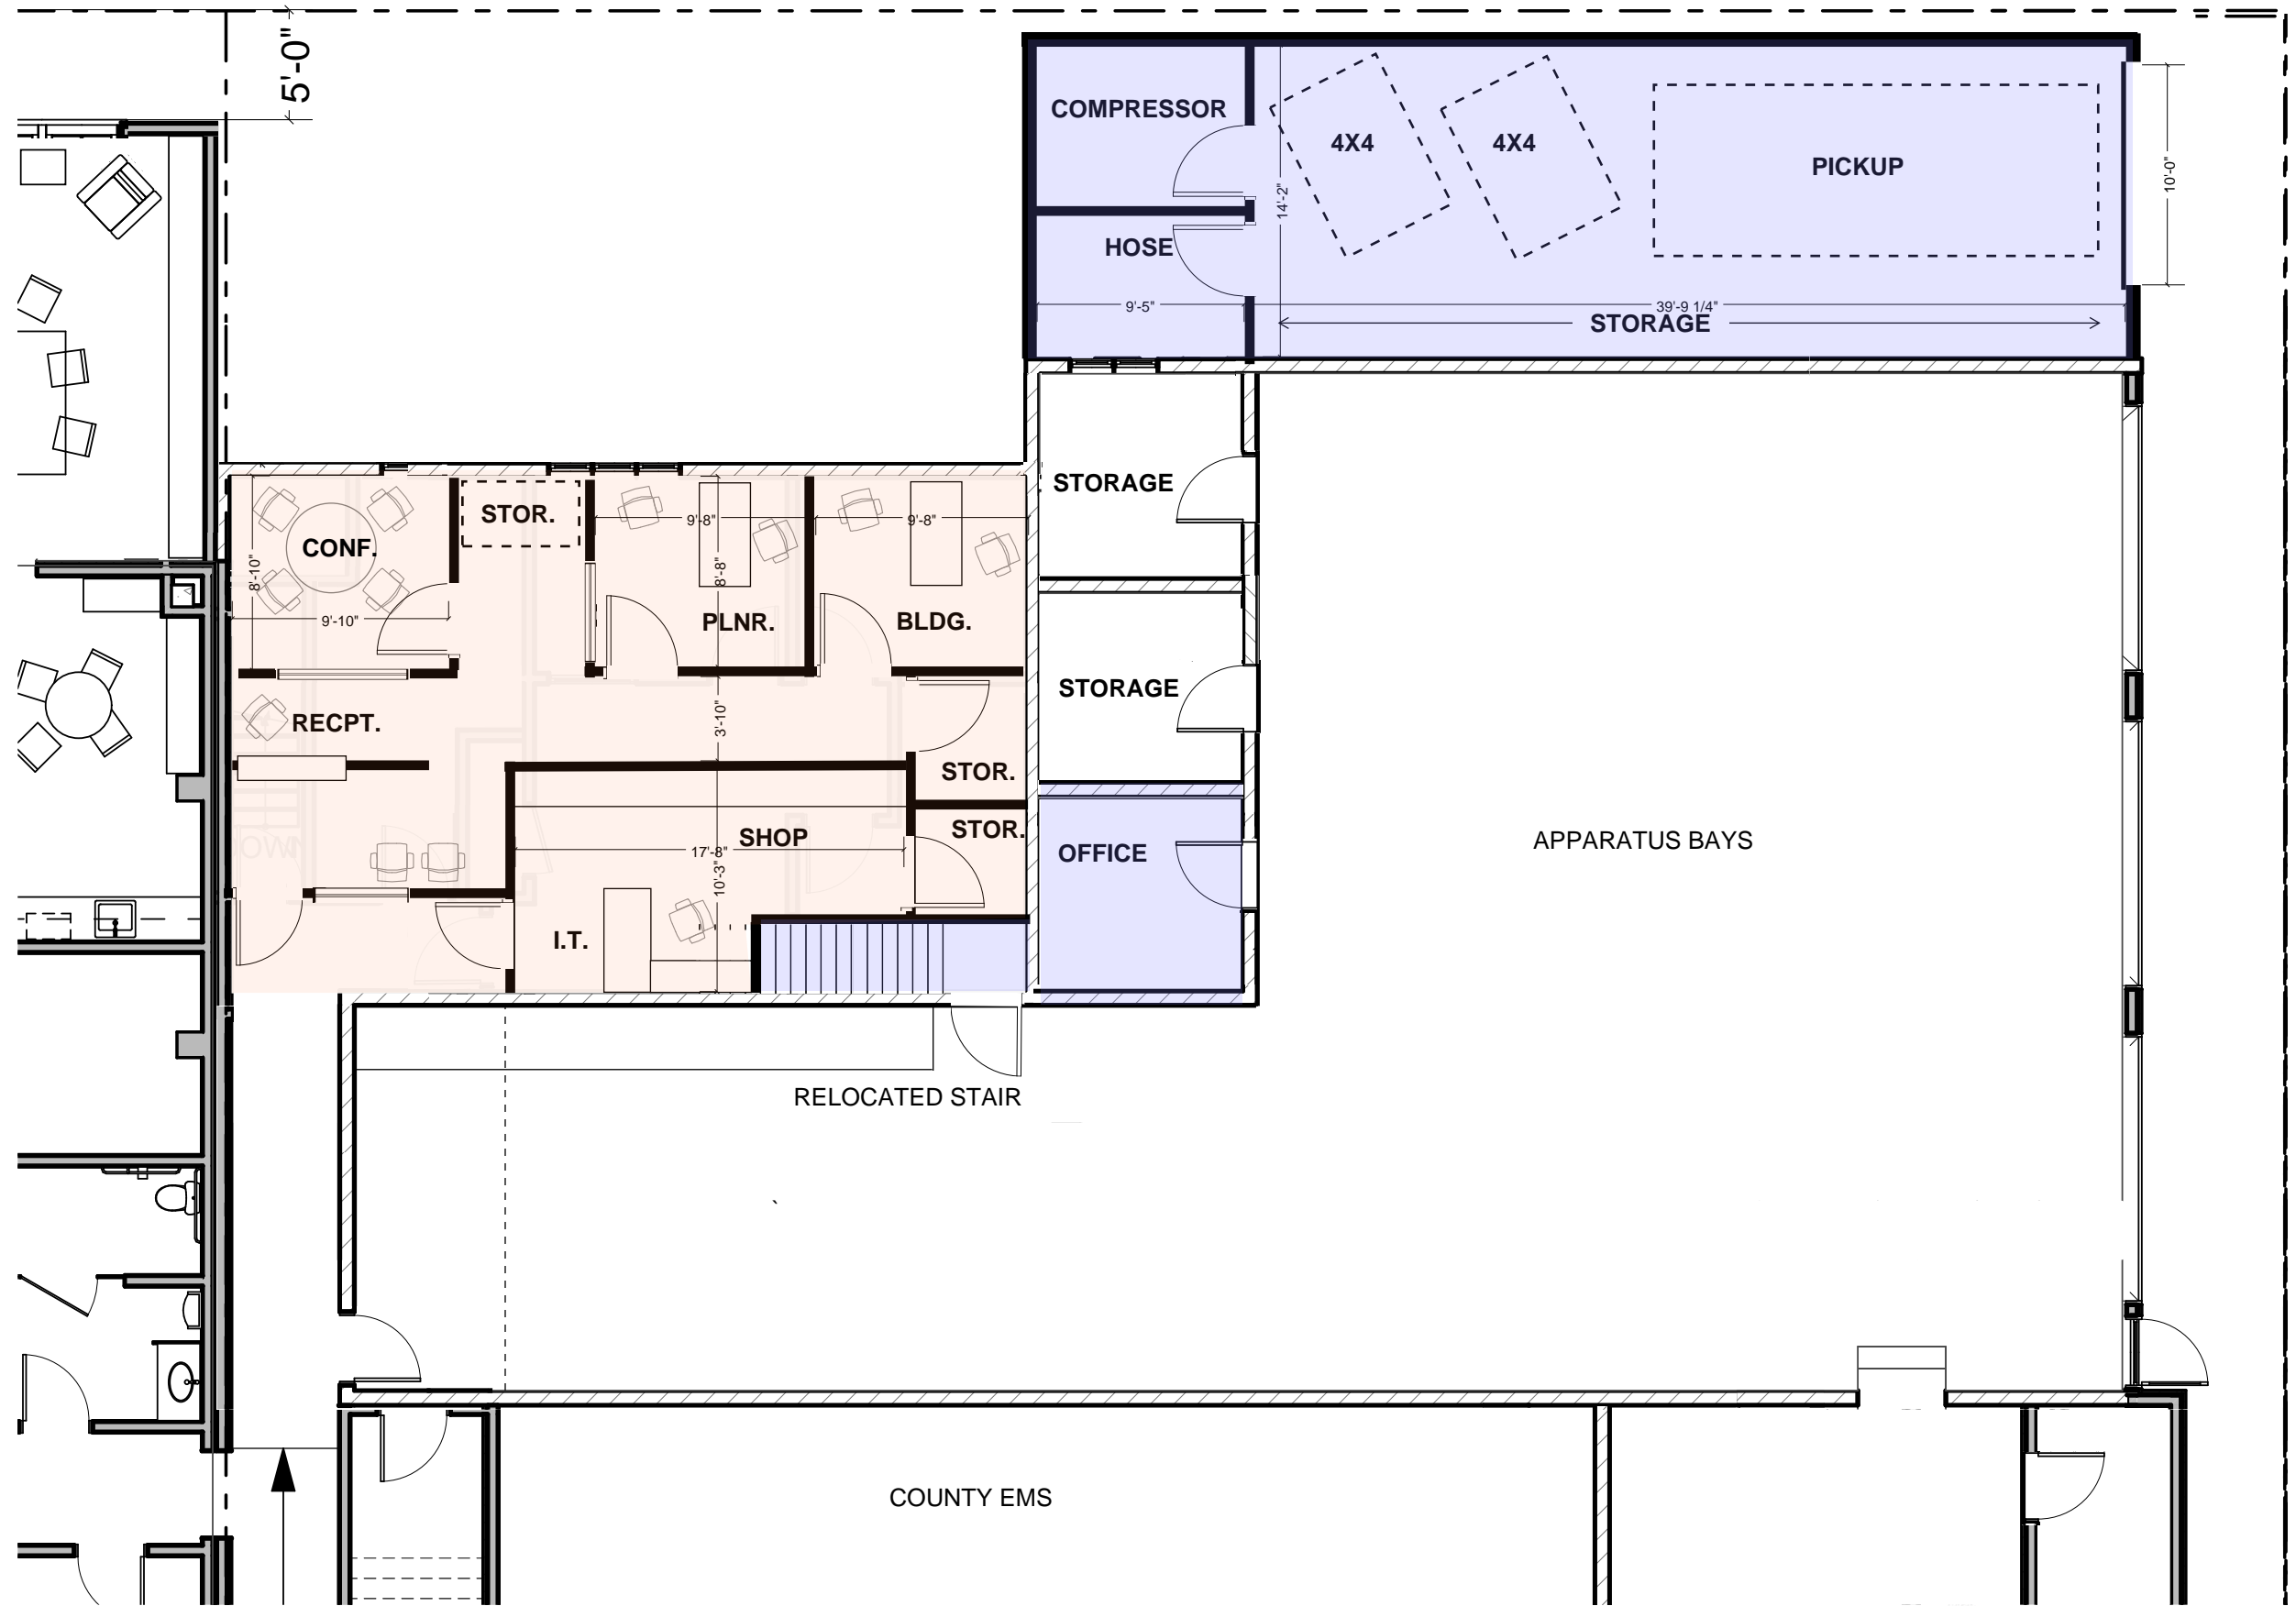 5'-0"
COMPRESSOR
4X4
4X4
PICKUP
10'-0"
14'-2"
HOSE
9'-5"
39'-9 1/4"
STORAGE
STORAGE
CONF.
STOR.
9'-8"
9'-8"
8'-10"
8'-8"
9'-10"
PLNR.
BLDG.
RECPT.
3'-10"
STORAGE
STOR.
STOR.
SHOP
17'-8"
10'-3"
OFFICE
APPARATUS BAYS
I.T.
RELOCATED STAIR
COUNTY EMS